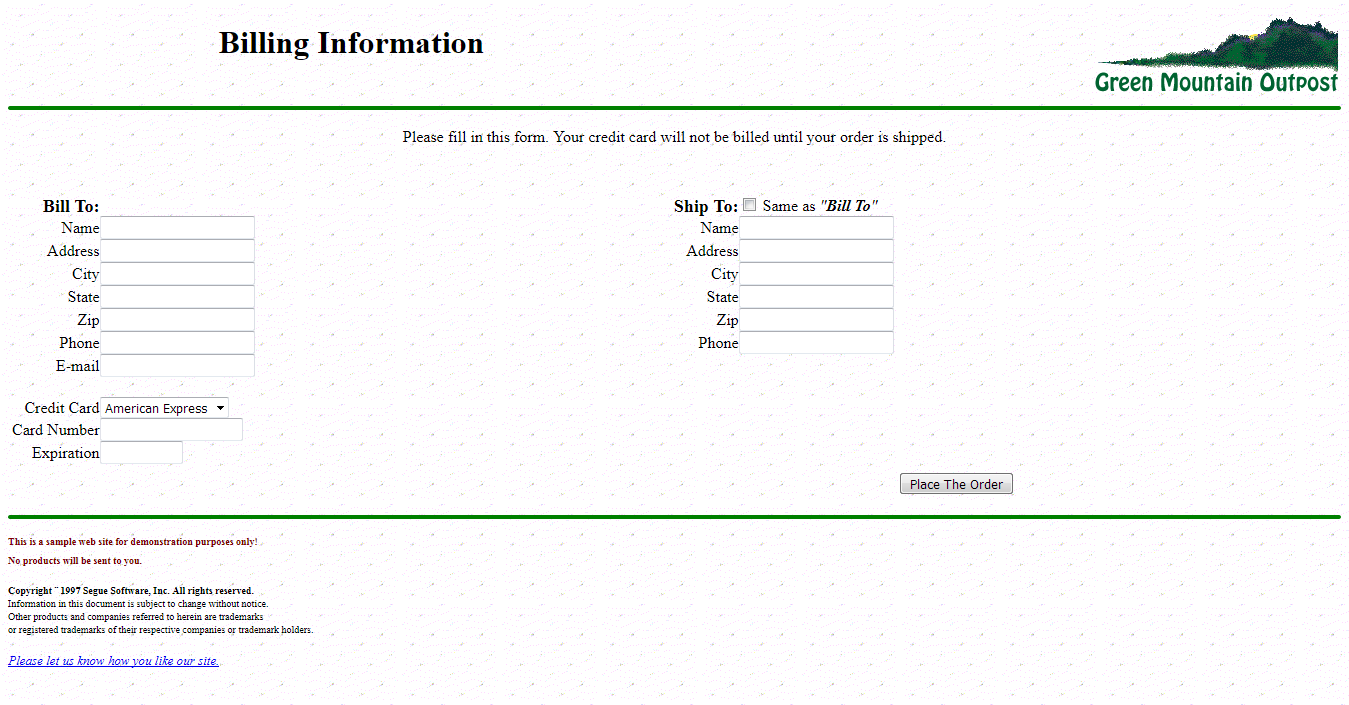 Billing Information
Green Mountain Outpost
Please fill in this form. Your credit card will not be billed until your order is shipped.
Bill To:
Name
Address
City
State
Zip
Phone
E-mail
Credit Card American Express
Card Number
Expiration
Ship To: Same as "Bill To"
Name
Address
City
State
Zip
Phone
Place The Order
This is a sample web site for demonstration purposes only!
No products will be sent to you.
Copyright ¨ 1997 Segue Software, Inc. All rights reserved.
Information in this document is subject to change without notice.
Other products and companies referred to herein are trademarks
or registered trademarks of their respective companies or trademark holders.
Please let us know how you like our site.